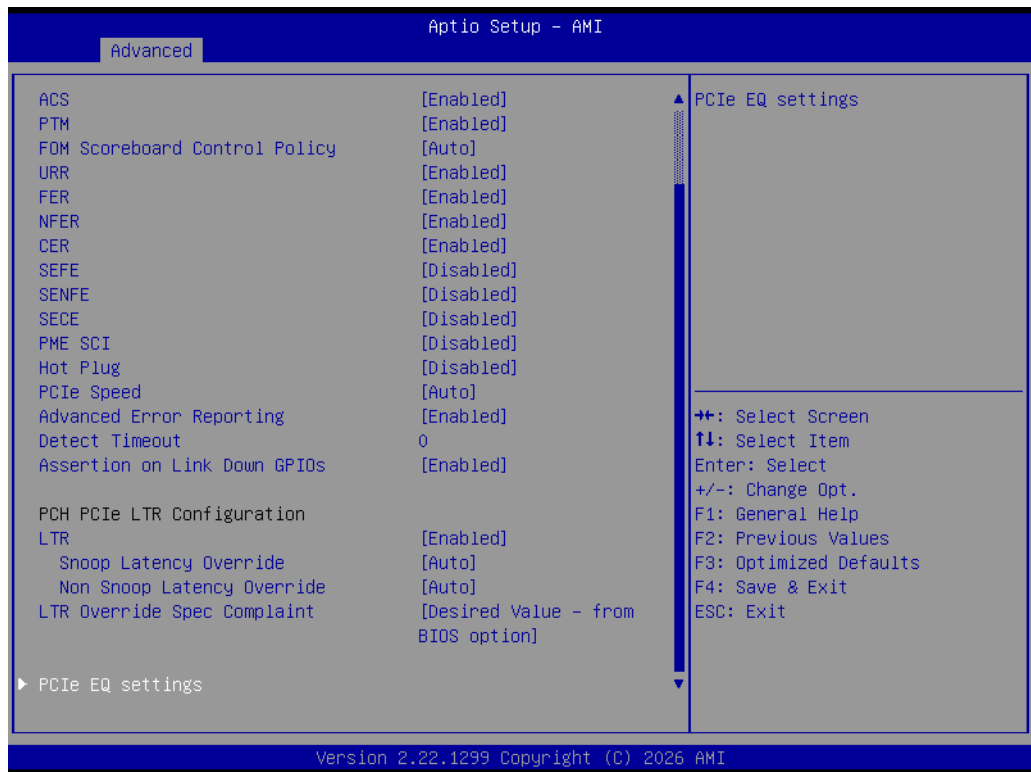 Aptio Setup – AMI
Advanced
ACS [Enabled]
PTM [Enabled]
FOM Scoreboard Control Policy [Auto]
URR [Enabled]
FER [Enabled]
NFER [Enabled]
CER [Enabled]
SEFE [Disabled]
SENFE [Disabled]
SECE [Disabled]
PME SCI [Disabled]
Hot Plug [Disabled]
PCIe Speed [Auto]
Advanced Error Reporting [Enabled]
Detect Timeout 0
Assertion on Link Down GPIOs [Enabled]
PCH PCIe LTR Configuration
LTR [Enabled]
Snoop Latency Override [Auto]
Non Snoop Latency Override [Auto]
LTR Override Spec Complaint [Desired Value – from
BIOS option]
PCIe EQ settings
PCIe EQ settings
→←: Select Screen
↑↓: Select Item
Enter: Select
+/–: Change Opt.
F1: General Help
F2: Previous Values
F3: Optimized Defaults
F4: Save & Exit
ESC: Exit
Version 2.22.1299 Copyright (C) 2026 AMI